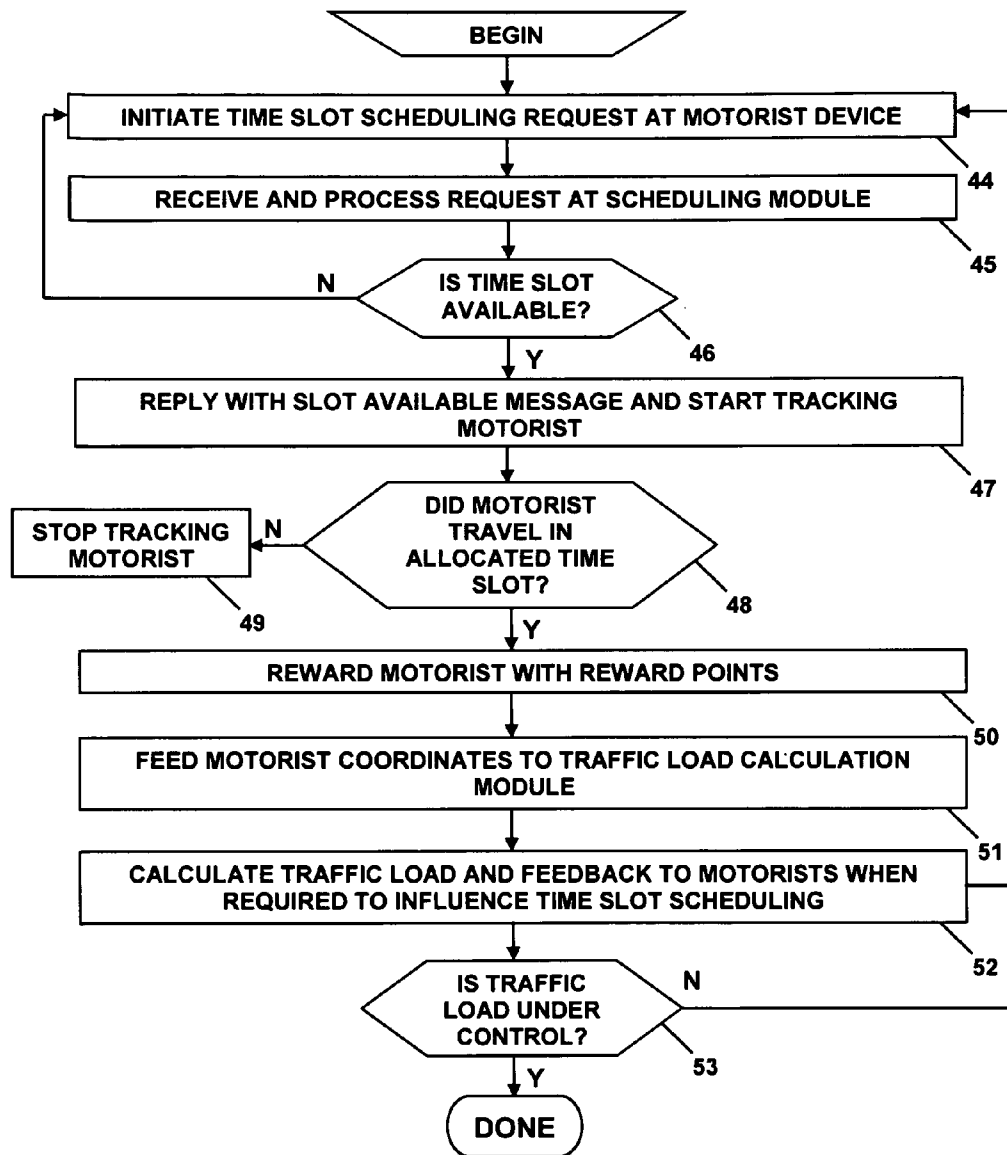 BEGIN
INITIATE TIME SLOT SCHEDULING REQUEST AT MOTORIST DEVICE
44
RECEIVE AND PROCESS REQUEST AT SCHEDULING MODULE
45
N
IS TIME SLOT
AVAILABLE?
46
Y
REPLY WITH SLOT AVAILABLE MESSAGE AND START TRACKING
MOTORIST
47
DID MOTORIST
TRAVEL IN
ALLOCATED TIME
SLOT?
48
N
STOP TRACKING
MOTORIST
49
Y
REWARD MOTORIST WITH REWARD POINTS
50
FEED MOTORIST COORDINATES TO TRAFFIC LOAD CALCULATION
MODULE
51
CALCULATE TRAFFIC LOAD AND FEEDBACK TO MOTORISTS WHEN
REQUIRED TO INFLUENCE TIME SLOT SCHEDULING
52
IS TRAFFIC
LOAD UNDER
CONTROL?
N
53
Y
DONE